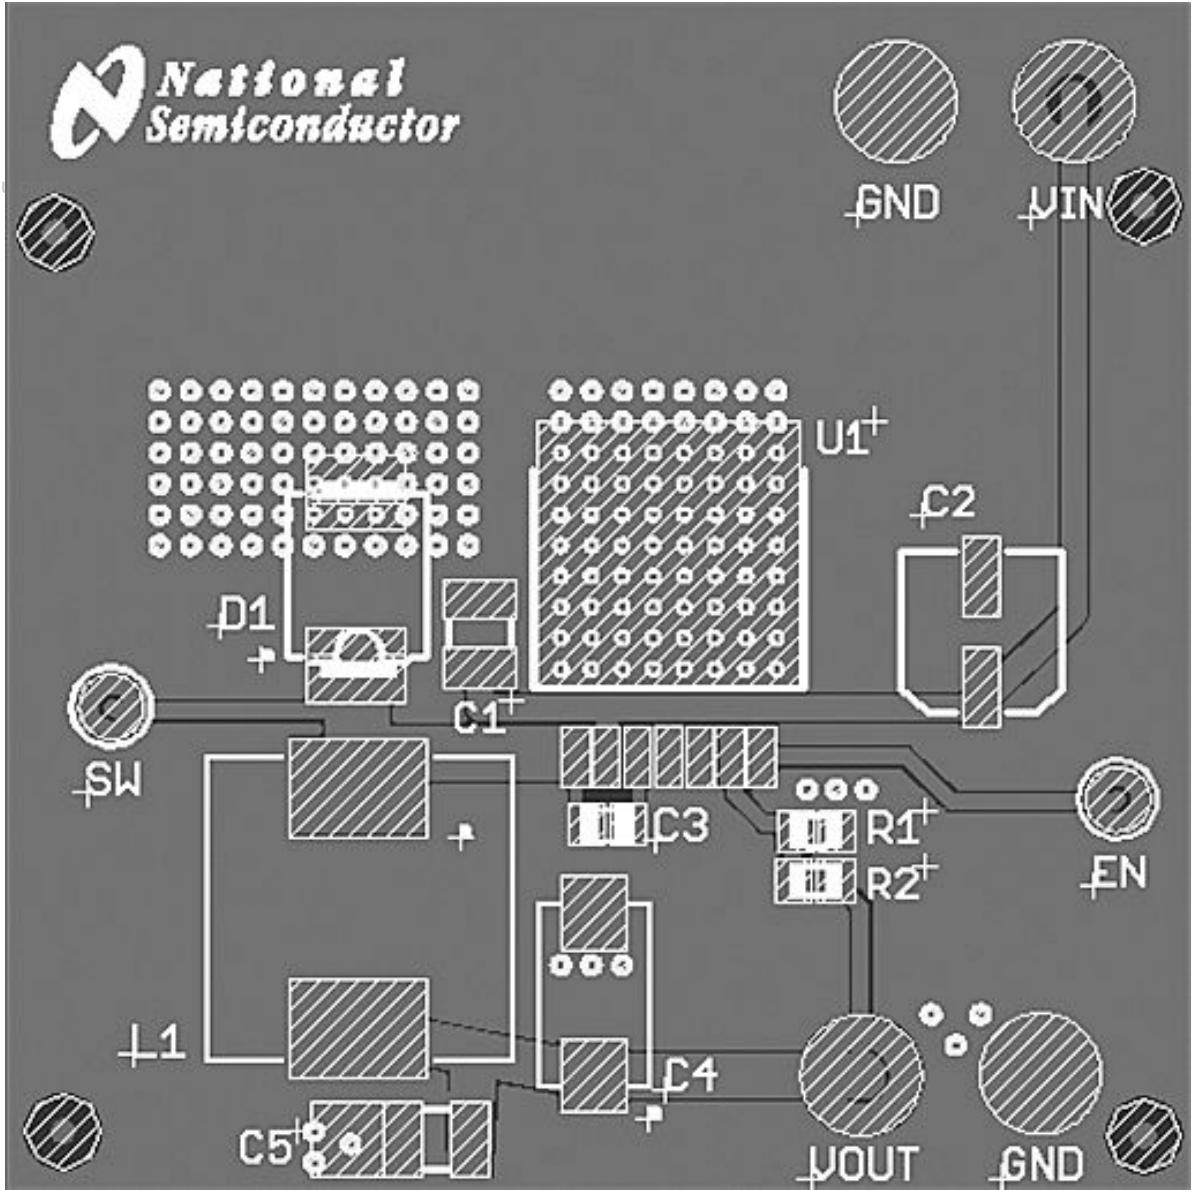 National
Semiconductor
GND
VIN
U1
C2
D1
C1
SW
C3
R1
R2
EN
L1
C4
C5
VOUT
GND